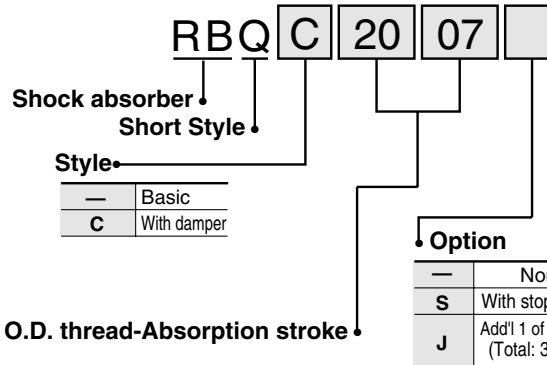 RBQ C 20 07
Shock absorber
Short Style
Style
— Basic
C With damper
Option
—
S With
J Add'l 1 of
(Total: 3
O.D. thread-Absorption stroke